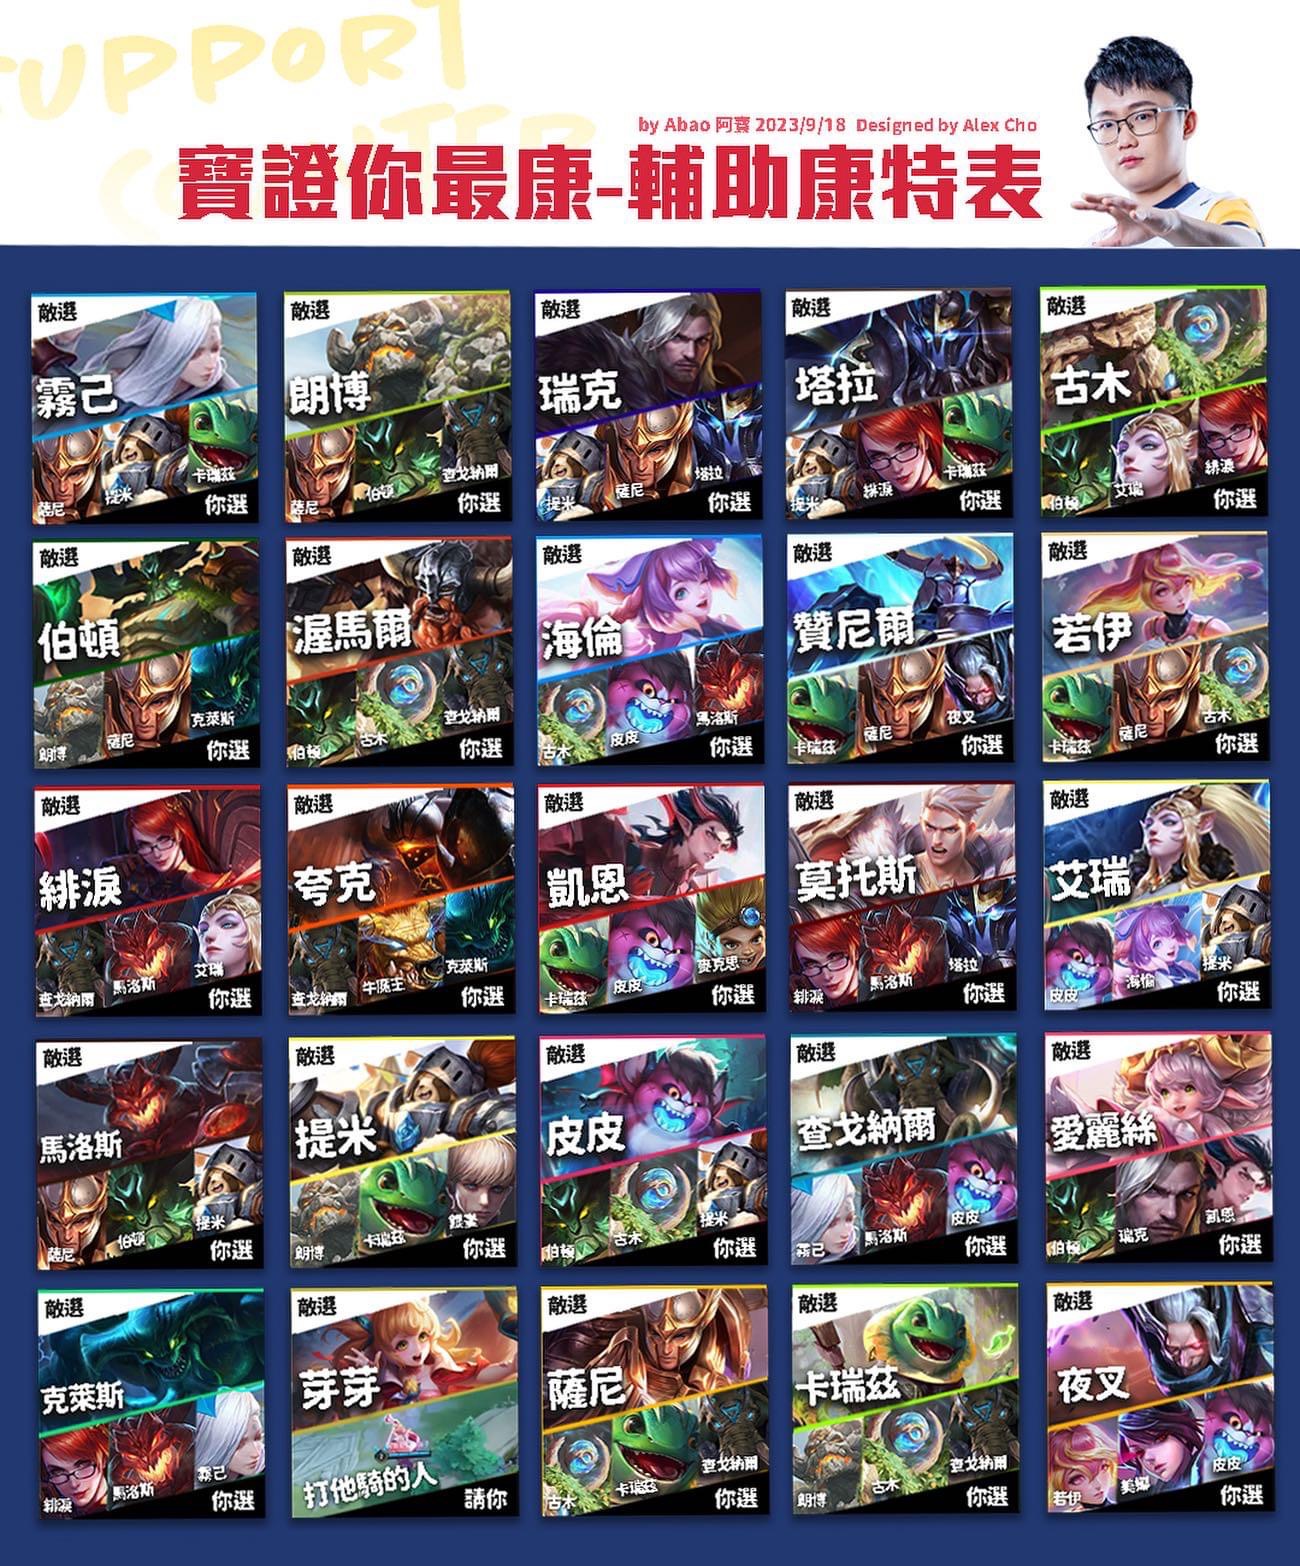 SUPPORT
by Abao 阿寶 2023/9/18 Designed by Alex Cho
寶證你最康-輔助康特表
敵選
霧己
薩尼 提米 卡瑞茲
你選
敵選
朗博
薩尼 伯頓 查戈納爾
你選
敵選
瑞克
提米 薩尼 塔拉
你選
敵選
塔拉
提米 緋淚 卡瑞茲
你選
敵選
古木
伯頓 艾瑞 緋淚
你選
敵選
伯頓
朗博 薩尼 克萊斯
你選
敵選
渥馬爾
伯頓 古木 查戈納爾
你選
敵選
海倫
古木 皮皮 馬洛斯
你選
敵選
贊尼爾
卡瑞茲 薩尼 夜叉
你選
敵選
若伊
卡瑞茲 薩尼 古木
你選
敵選
緋淚
查戈納爾 馬洛斯 艾瑞
你選
敵選
夸克
查戈納爾 牛魔王 克萊斯
你選
敵選
凱恩
卡瑞茲 皮皮 麥克思
你選
敵選
莫托斯
緋淚 馬洛斯 塔拉
你選
敵選
艾瑞
皮皮 海倫 提米
你選
敵選
馬洛斯
薩尼 伯頓 提米
你選
敵選
提米
朗博 卡瑞茲
你選
敵選
皮皮
伯頓 古木 提米
你選
敵選
查戈納爾
霧己 馬洛斯 皮皮
你選
敵選
愛麗絲
伯頓 瑞克 凱恩
你選
敵選
克萊斯
緋淚 馬洛斯 霧己
你選
敵選
芽芽
打他騎的人
請你
敵選
薩尼
古木 卡瑞茲 查戈納爾
你選
敵選
卡瑞茲
朗博 古木 查戈納爾
你選
敵選
夜叉
若伊 美娜 皮皮
你選